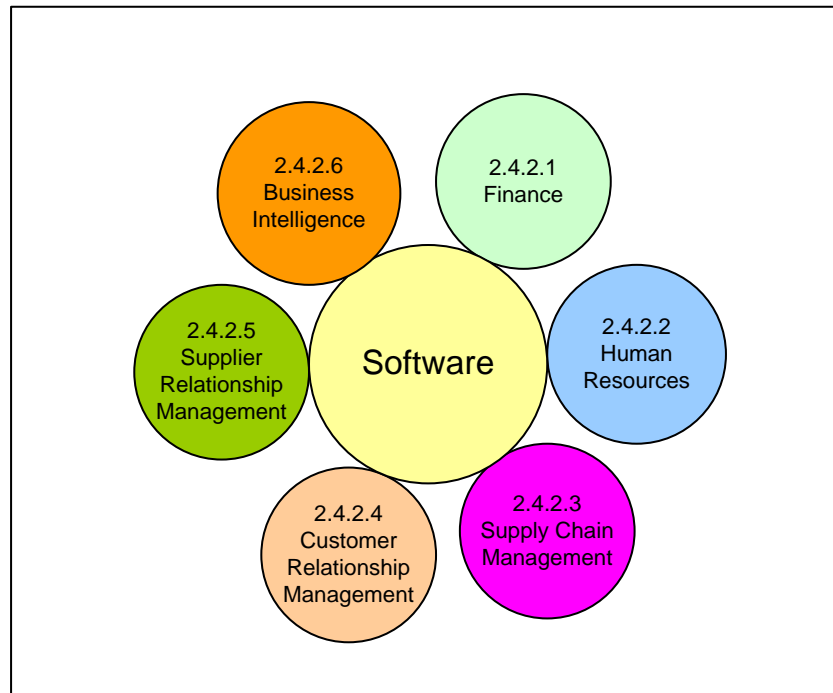 2.4.2.6
Business
Intelligence
2.4.2.1
Finance
2.4.2.5
Supplier
Relationship
Management
Software
2.4.2.2
Human
Resources
2.4.2.4
Customer
Relationship
Management
2.4.2.3
Supply Chain
Management